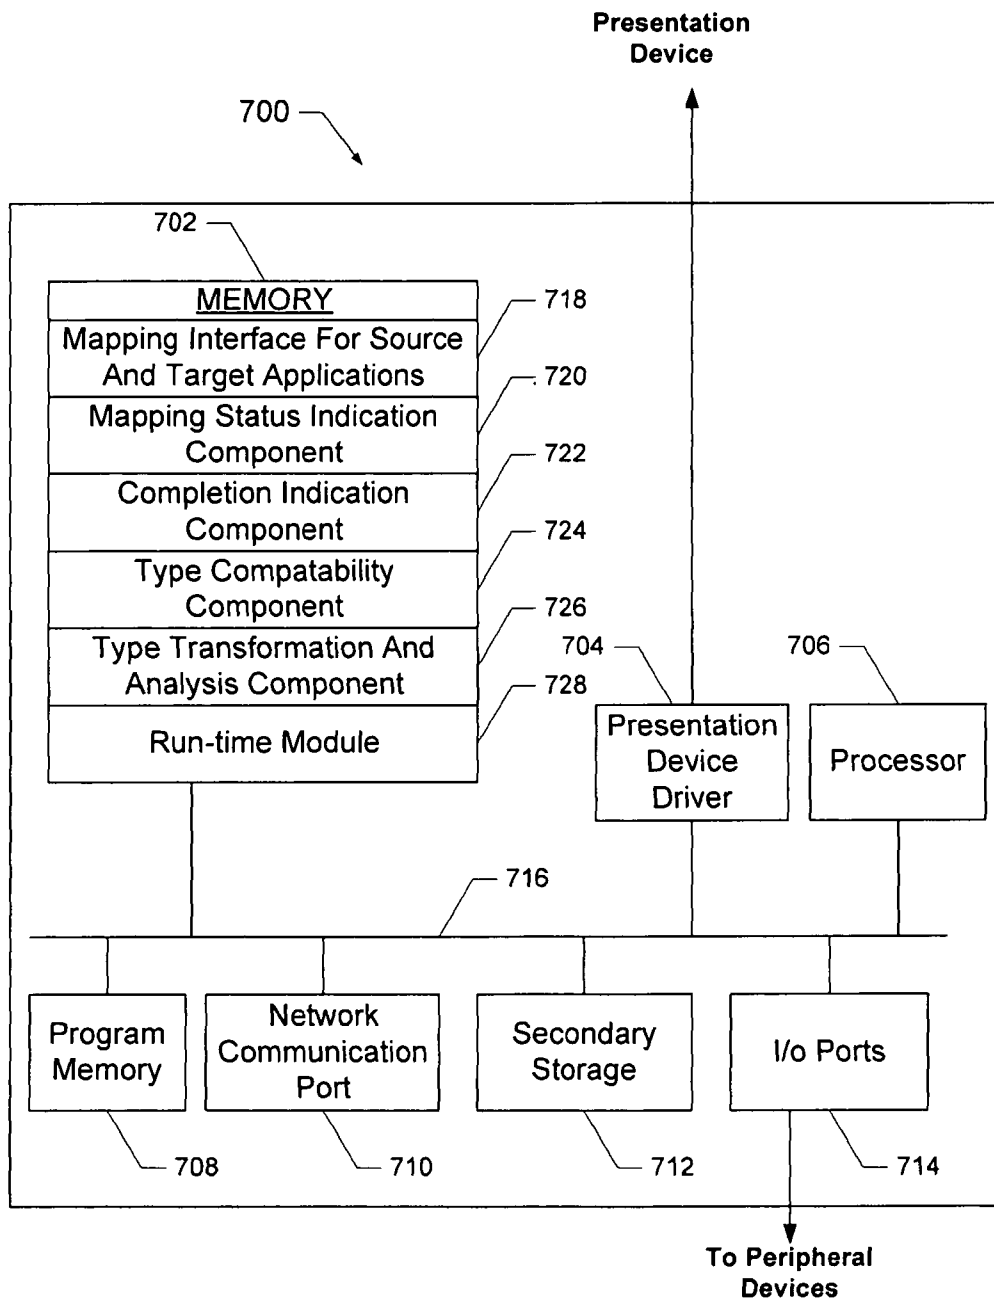 Presentation
Device
700
702
MEMORY
Mapping Interface For Source
And Target Applications
718
Mapping Status Indication
Component
720
Completion Indication
Component
722
Type Compatability
Component
724
Type Transformation And
Analysis Component
726
Run-time Module
728
704
Presentation
Device
Driver
706
Processor
716
Program
Memory
708
Network
Communication
Port
710
Secondary
Storage
712
I/o Ports
714
To Peripheral
Devices